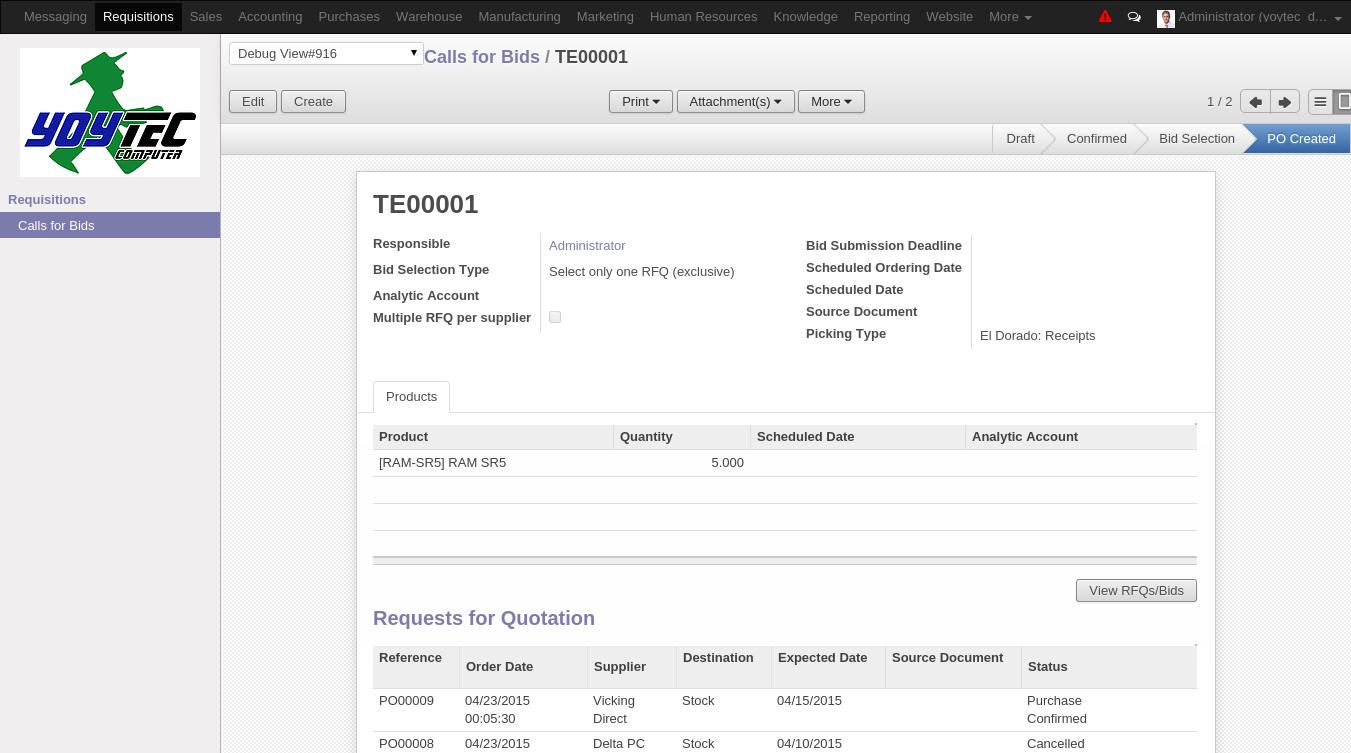 Messaging Requisitions Sales Accounting Purchases Warehouse Manufacturing Marketing Human Resources Knowledge Reporting Website More Administrator (yoytec_d...
YOYTEC
COMPUTER
Requisitions
Calls for Bids
Debug View#916 Calls for Bids / TE00001
Edit Create Print Attachment(s) More 1 / 2
Draft Confirmed Bid Selection PO Created
TE00001
Responsible Administrator
Bid Selection Type Select only one RFQ (exclusive)
Analytic Account
Multiple RFQ per supplier
Bid Submission Deadline
Scheduled Ordering Date
Scheduled Date
Source Document
Picking Type El Dorado: Receipts
Products
Product Quantity Scheduled Date Analytic Account
[RAM-SR5] RAM SR5 5.000
View RFQs/Bids
Requests for Quotation
Reference Order Date Supplier Destination Expected Date Source Document Status
PO00009 04/23/2015 Vicking Stock 04/15/2015 Purchase
00:05:30 Direct Confirmed
PO00008 04/23/2015 Delta PC Stock 04/10/2015 Cancelled